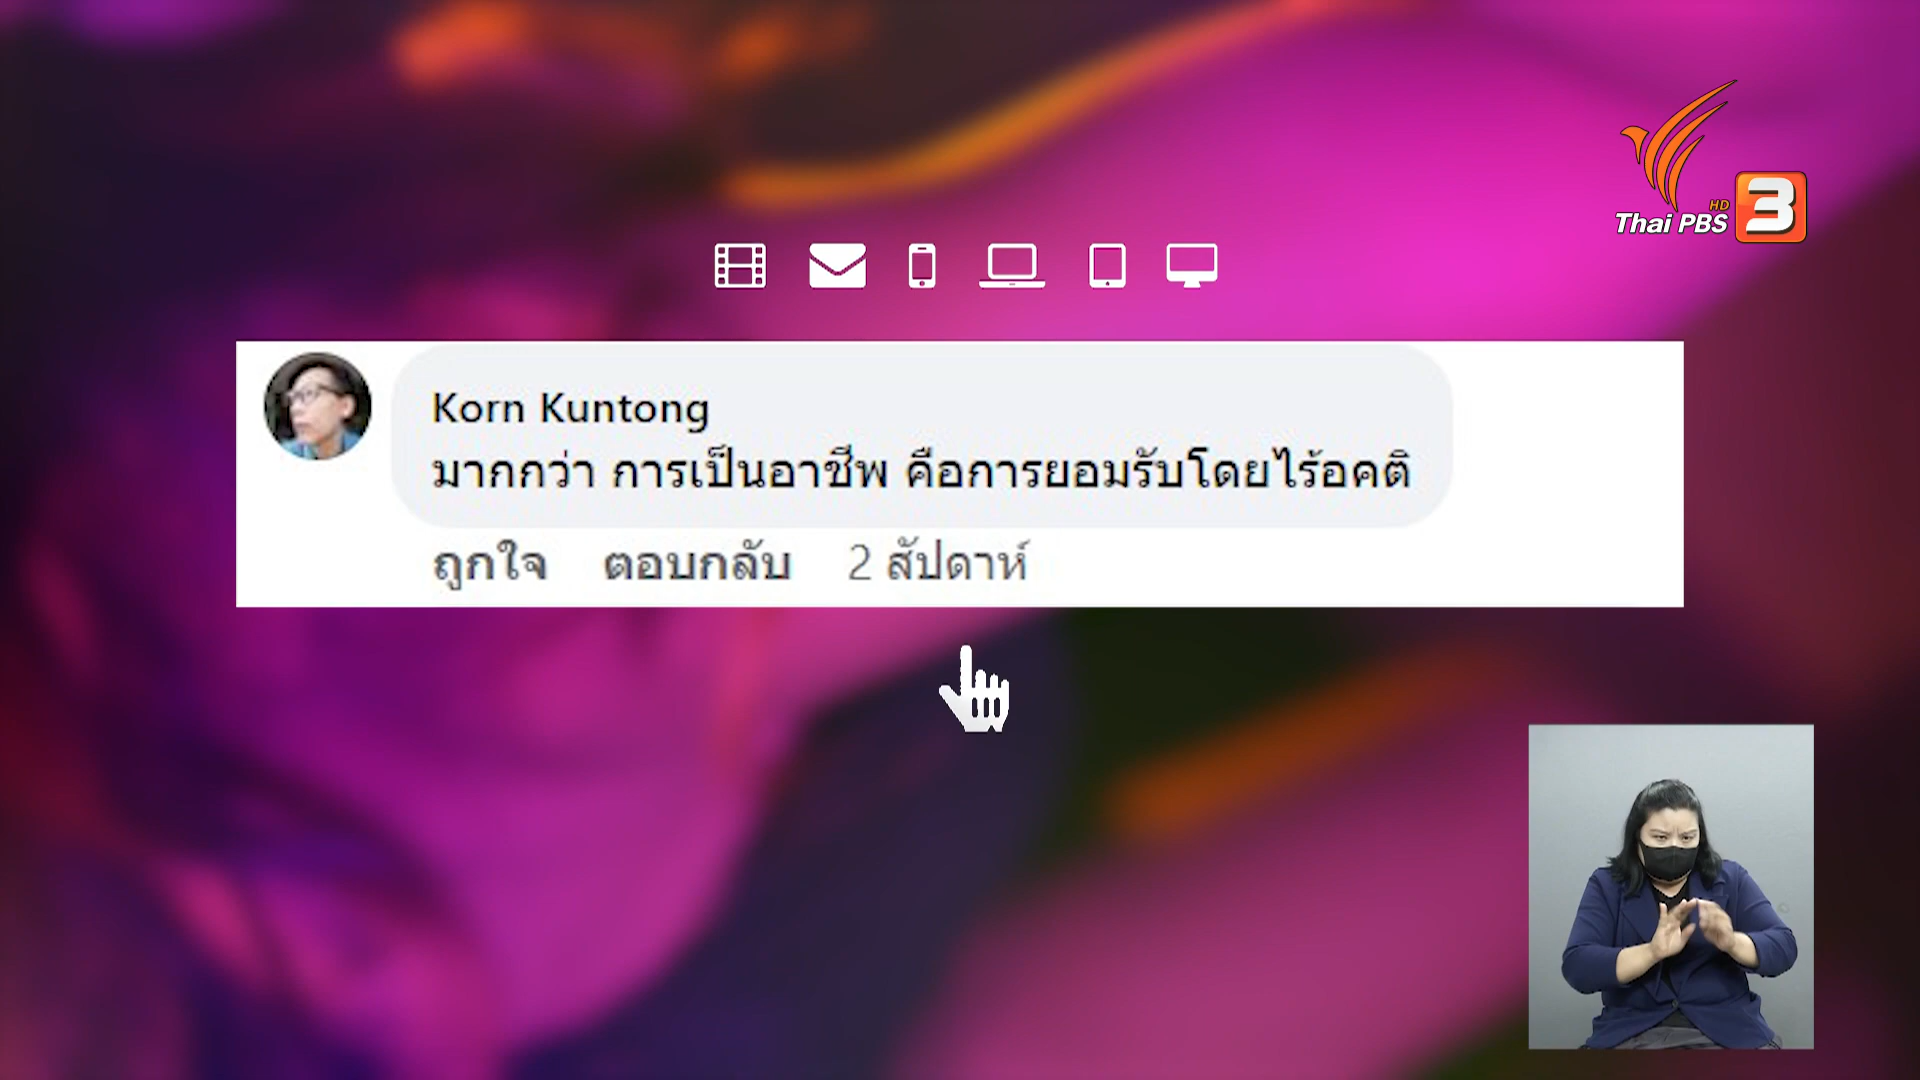 HD
Thai PBS 3
Korn Kuntong
มากกว่า การเป็นอาชีพ คือการยอมรับโดยไร้อคติ
ถูกใจ ตอบกลับ 2 สัปดาห์